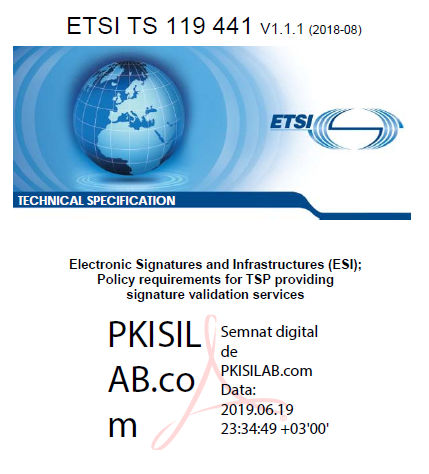 ETSI TS 119 441 V1.1.1 (2018-08)
ETSI
TECHNICAL SPECIFICATION
Electronic Signatures and Infrastructures (ESI);
Policy requirements for TSP providing
signature validation services
PKISIL
AB.co
m
Semnat digital
de
PKISILAB.com
Data:
2019.06.19
23:34:49 +03'00'